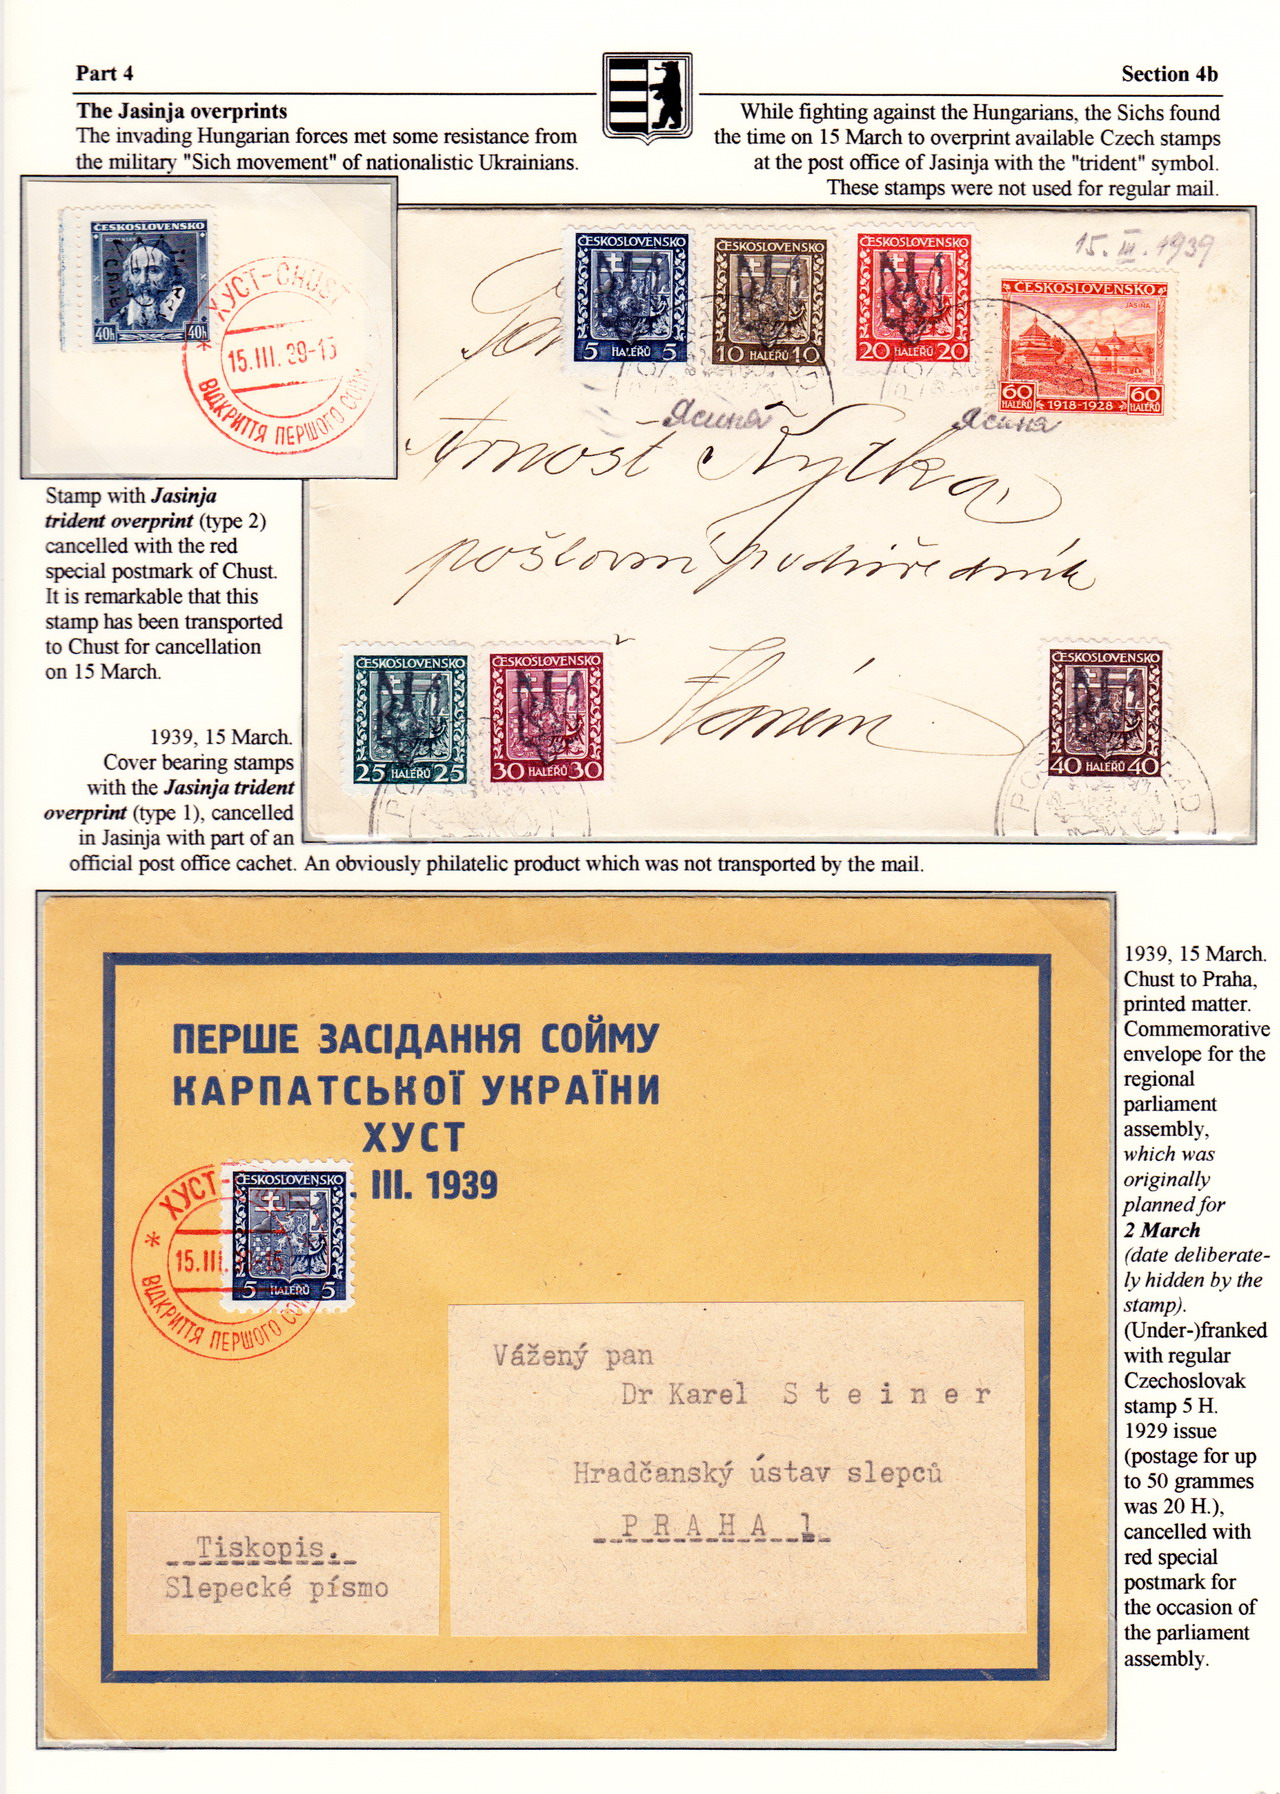 Part 4
Section 4b
The Jasinja overprints
The invading Hungarian forces met some resistance from
the military "Sich movement" of nationalistic Ukrainians.
While fighting against the Hungarians, the Sichs found
the time on 15 March to overprint available Czech stamps
at the post office of Jasinja with the "trident" symbol.
These stamps were not used for regular mail.
ČESKOSLOVENSKO
40h 40h
ХУСТ-CHUST
15.III.39-15
* ВІДКРИТТЯ ПЕРШОГО СОЙМ
15. III. 1939
ČESKOSLOVENSKO
5 HALÉŘŮ 5
ČESKOSLOVENSKO
10 HALÉŘŮ 10
ČESKOSLOVENSKO
20 HALÉŘŮ 20
ČESKOSLOVENSKO
JASIŇA
60 HALÉŘŮ 1918-1928 60 HALÉŘŮ
Ясиня
Ясиня
Arnošt
poštovní podúředník
ČESKOSLOVENSKO
25 HALÉŘŮ 25
ČESKOSLOVENSKO
30 HALÉŘŮ 30
ČESKOSLOVENSKO
40 HALÉŘŮ 40
Stamp with Jasinja
trident overprint (type 2)
cancelled with the red
special postmark of Chust.
It is remarkable that this
stamp has been transported
to Chust for cancellation
on 15 March.
1939, 15 March.
Cover bearing stamps
with the Jasinja trident
overprint (type 1), cancelled
in Jasinja with part of an
official post office cachet. An obviously philatelic product which was not transported by the mail.
ПЕРШЕ ЗАСІДАННЯ СОЙМУ
КАРПАТСЬКОЇ УКРАЇНИ
ХУСТ
. III. 1939
ХУСТ-
15.III.
* ВІДКРИТТЯ ПЕРШОГО СОЙ
ČESKOSLOVENSKO
5 HALÉŘŮ 5
Vážený pan
Dr Karel Steiner
Hradčanský ústav slepců
PRAHA 1
Tiskopis.
Slepecké písmo
1939, 15 March.
Chust to Praha,
printed matter.
Commemorative
envelope for the
regional
parliament
assembly,
which was
originally
planned for
2 March
(date deliberate-
ly hidden by the
stamp).
(Under-)franked
with regular
Czechoslovak
stamp 5 H.
1929 issue
(postage for up
to 50 grammes
was 20 H.),
cancelled with
red special
postmark for
the occasion of
the parliament
assembly.